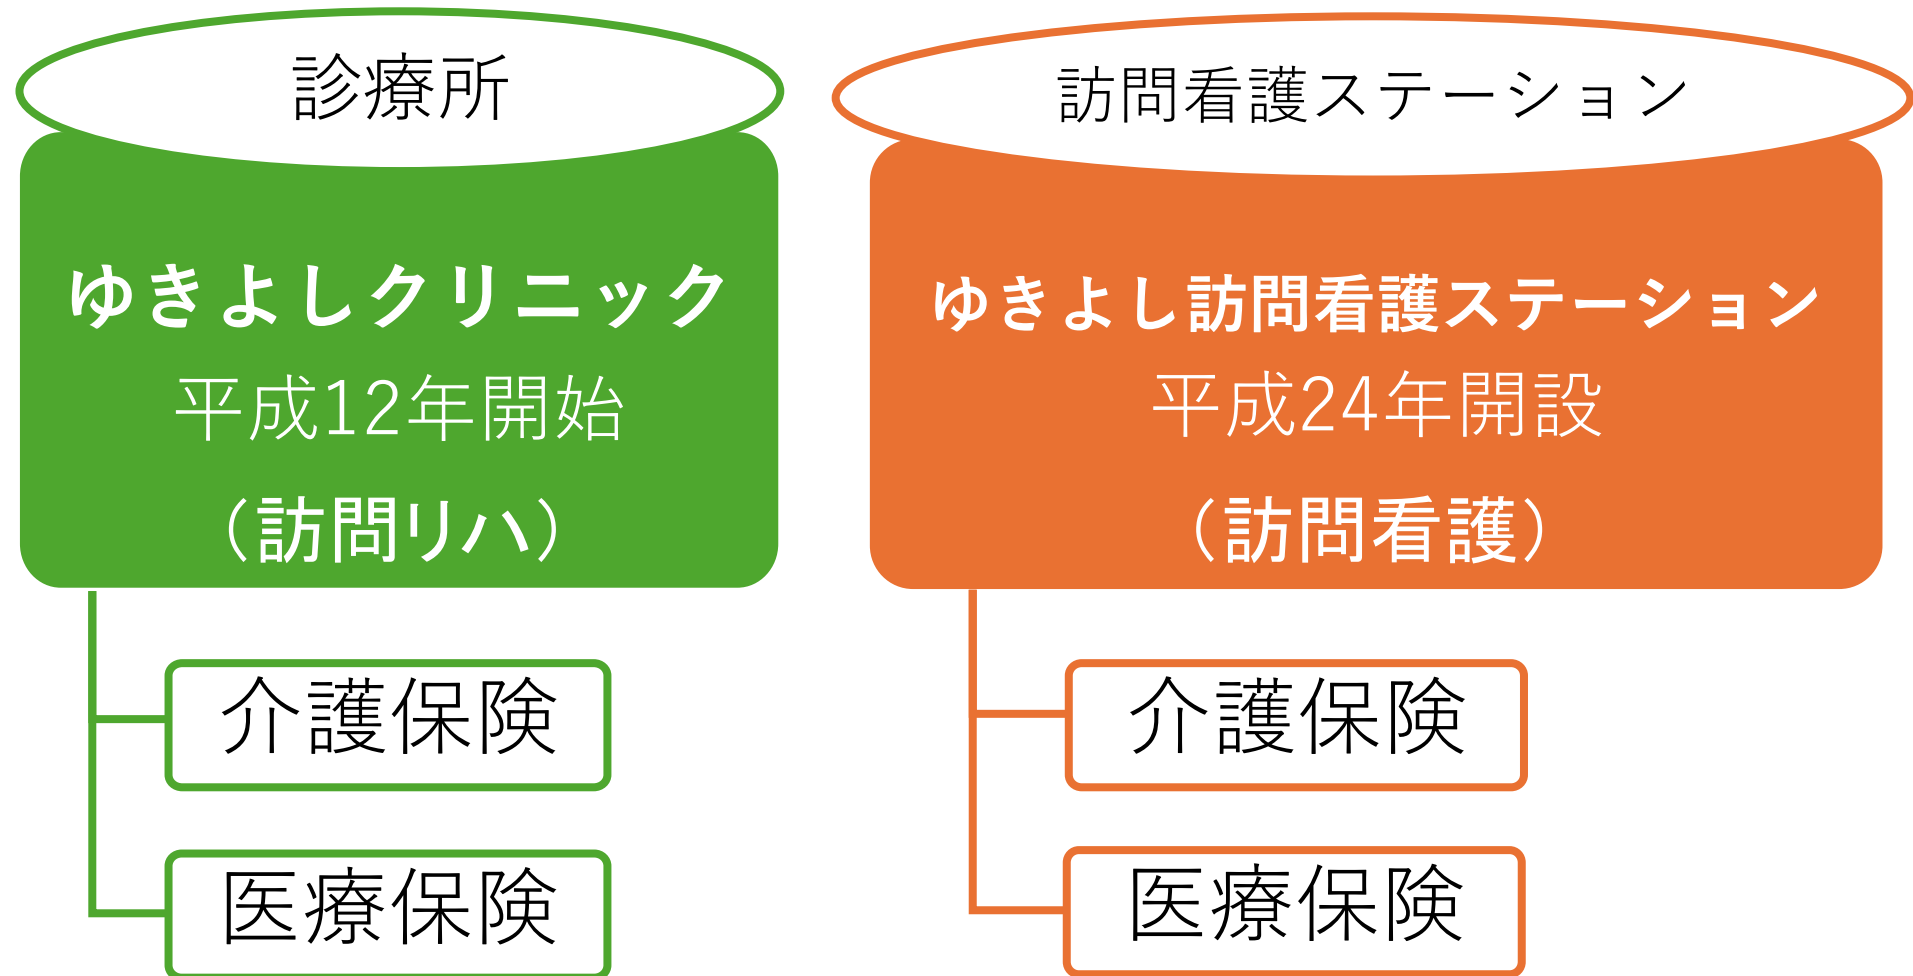 診療所
ゆきよしクリニック
平成12年開始
（訪問リハ）
介護保険
医療保険
訪問看護ステーション
ゆきよし訪問看護ステーション
平成24年開設
（訪問看護）
介護保険
医療保険